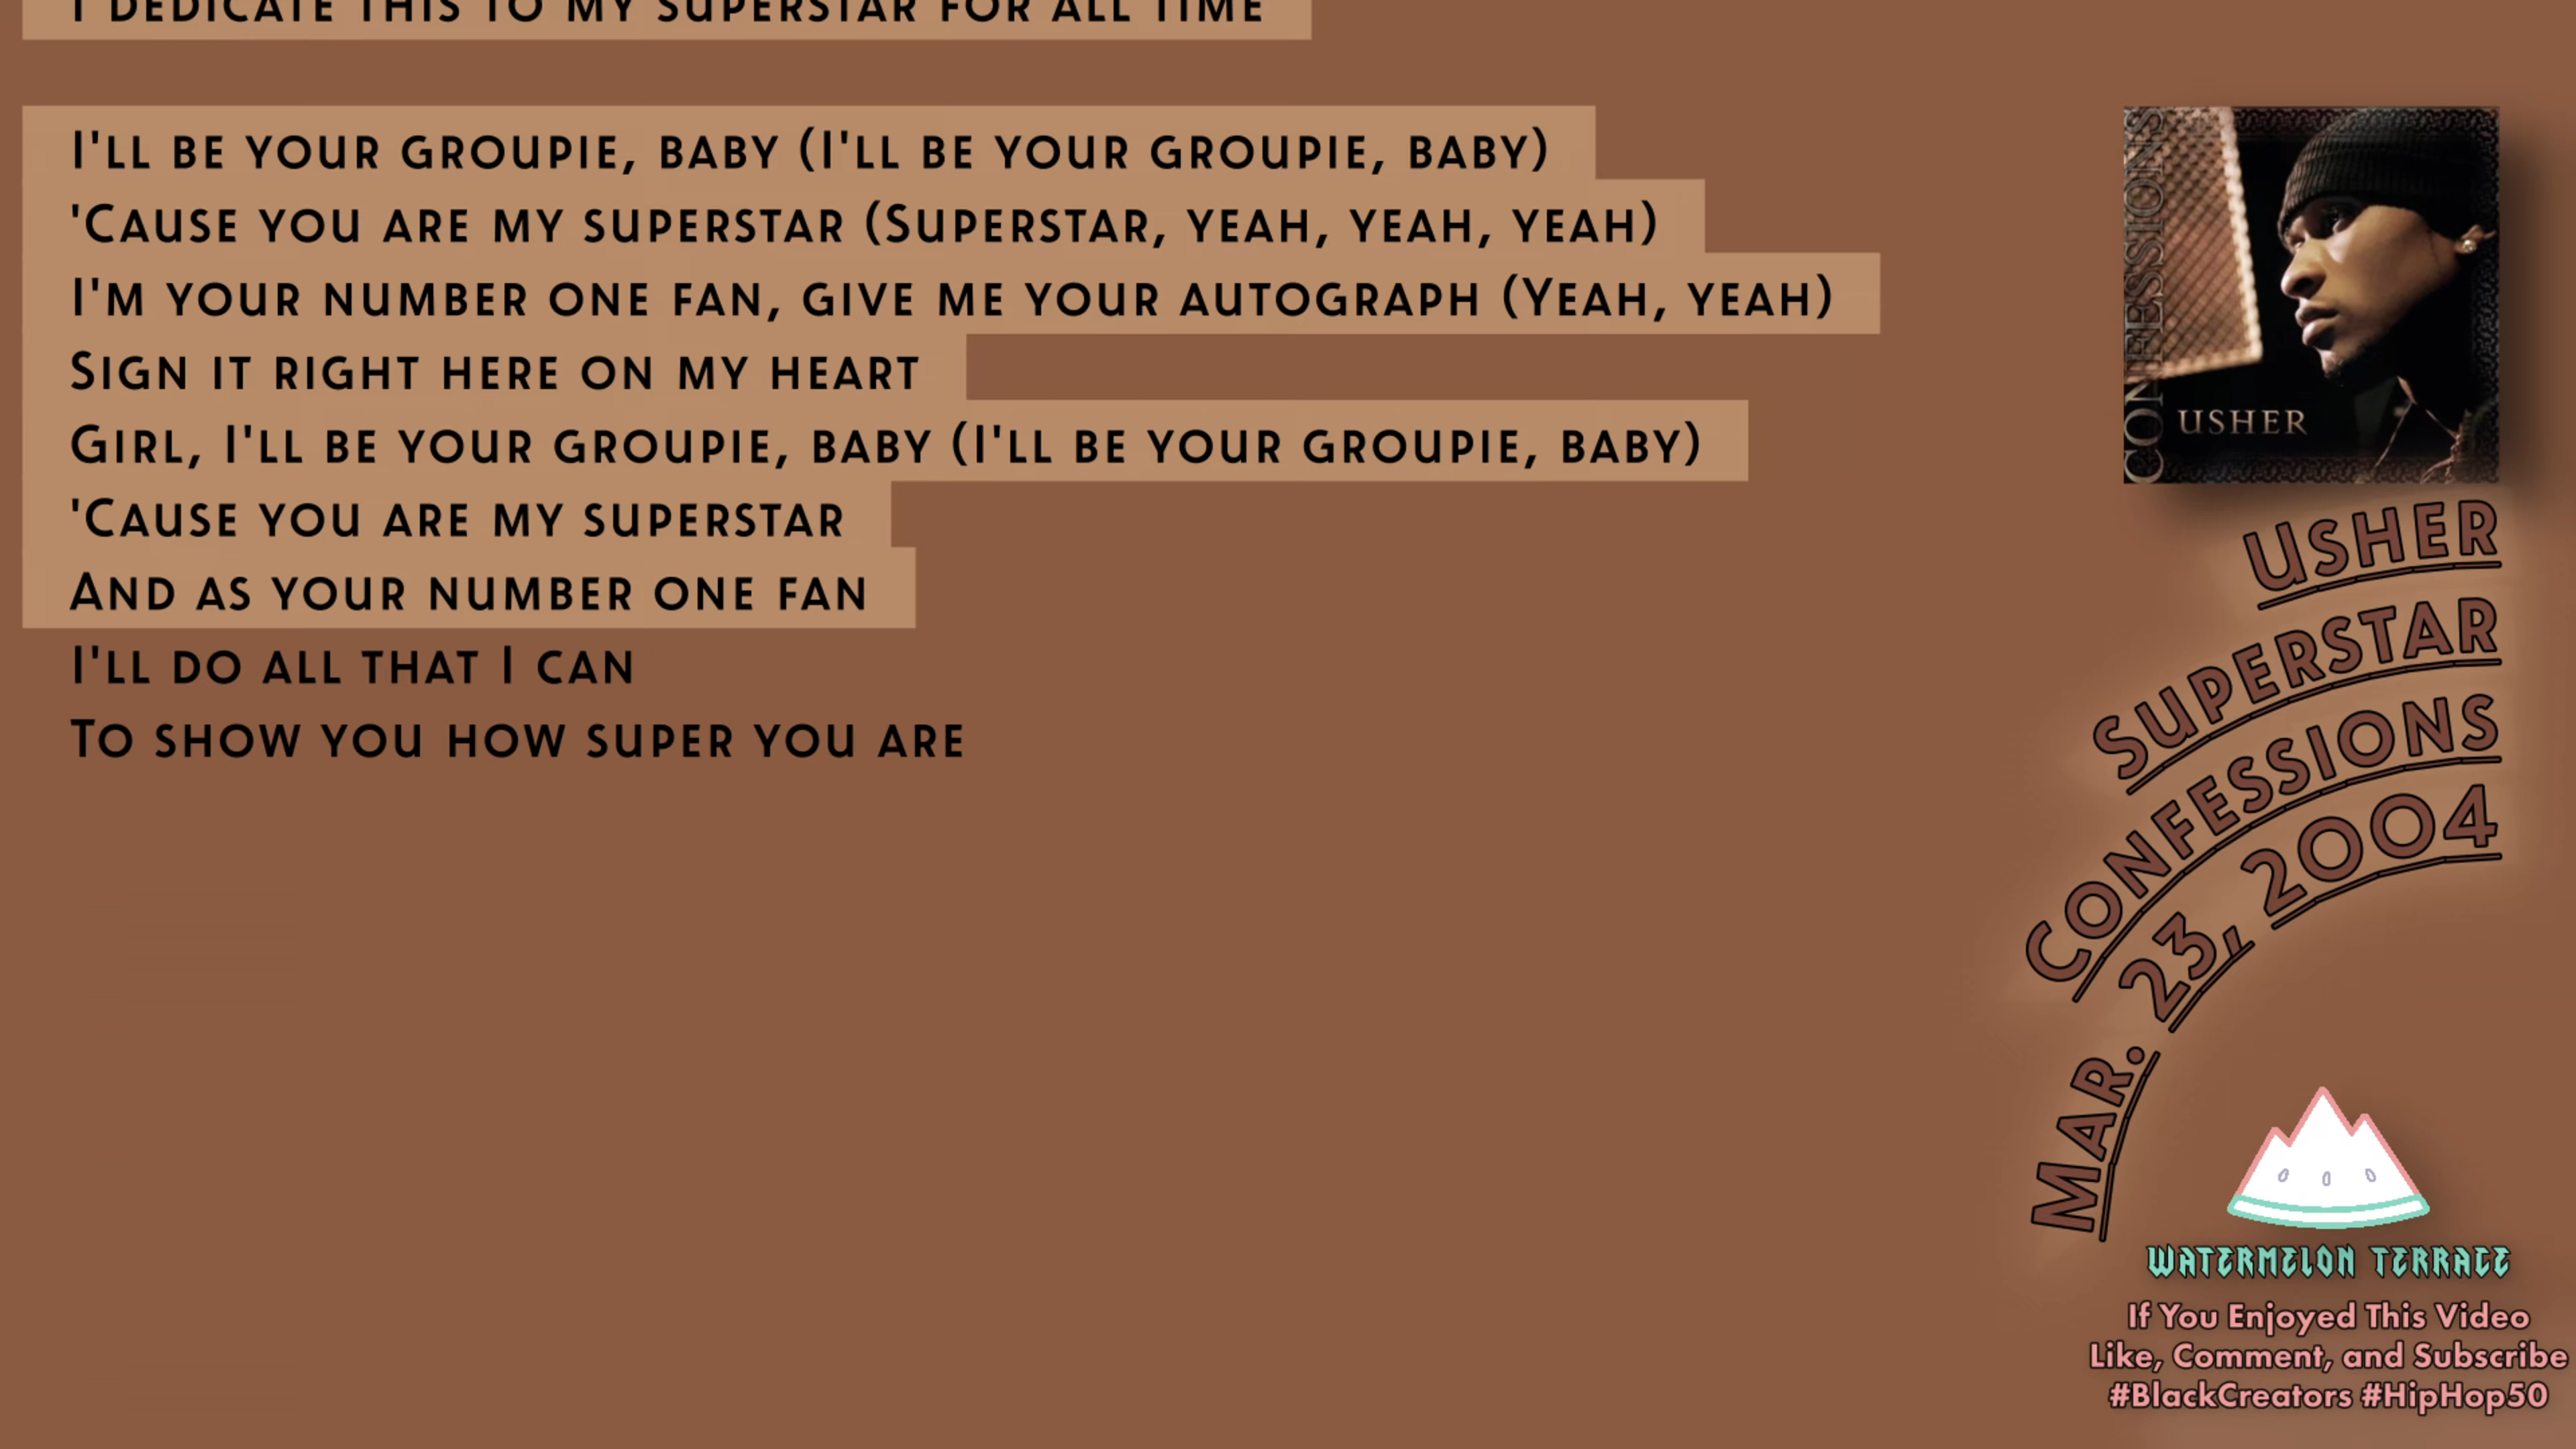 I DEDICATE THIS TO MY SUPERSTAR FOR ALL TIME
I'LL BE YOUR GROUPIE, BABY (I'LL BE YOUR GROUPIE, BABY)
'CAUSE YOU ARE MY SUPERSTAR (SUPERSTAR, YEAH, YEAH, YEAH)
I'M YOUR NUMBER ONE FAN, GIVE ME YOUR AUTOGRAPH (YEAH, YEAH)
SIGN IT RIGHT HERE ON MY HEART
GIRL, I'LL BE YOUR GROUPIE, BABY (I'LL BE YOUR GROUPIE, BABY)
'CAUSE YOU ARE MY SUPERSTAR
AND AS YOUR NUMBER ONE FAN
I'LL DO ALL THAT I CAN
TO SHOW YOU HOW SUPER YOU ARE
CONFESSIONS
USHER
USHER
SUPERSTAR
CONFESSIONS
MAR. 23, 2004
WATERMELON TERRACE
If You Enjoyed This Video
Like, Comment, and Subscribe
#BlackCreators #HipHop50